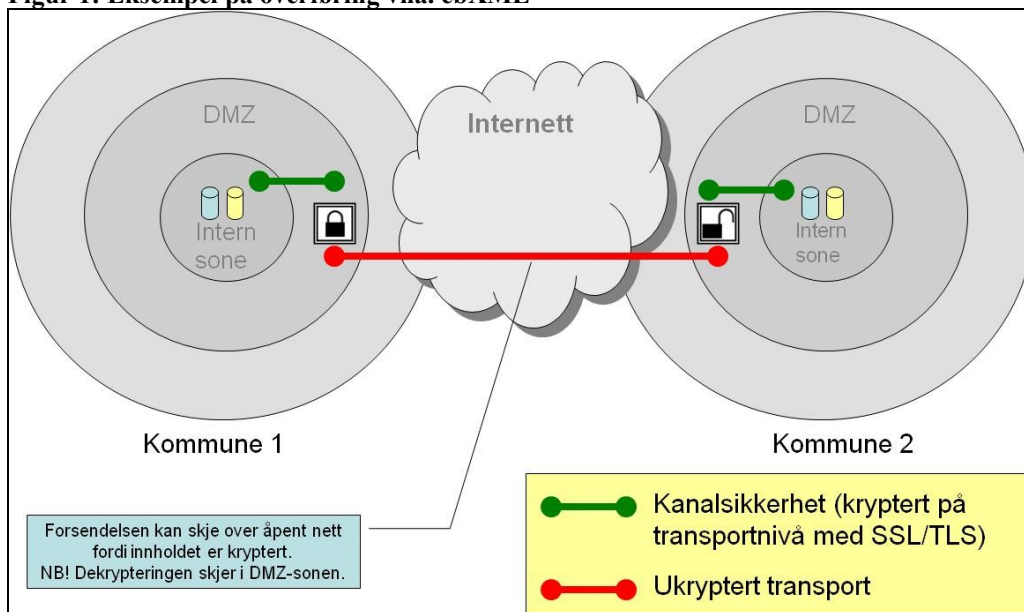 DMZ
Intern
sone
Internett
DMZ
Intern
sone
Kommune 1
Kommune 2
Forsendelsen kan skje over åpent nett
fordi innholdet er kryptert.
NB! Dekrypteringen skjer i DMZ-sonen.
Kanalsikkerhet (kryptert på
transportnivå med SSL/TLS)
Ukryptert transport